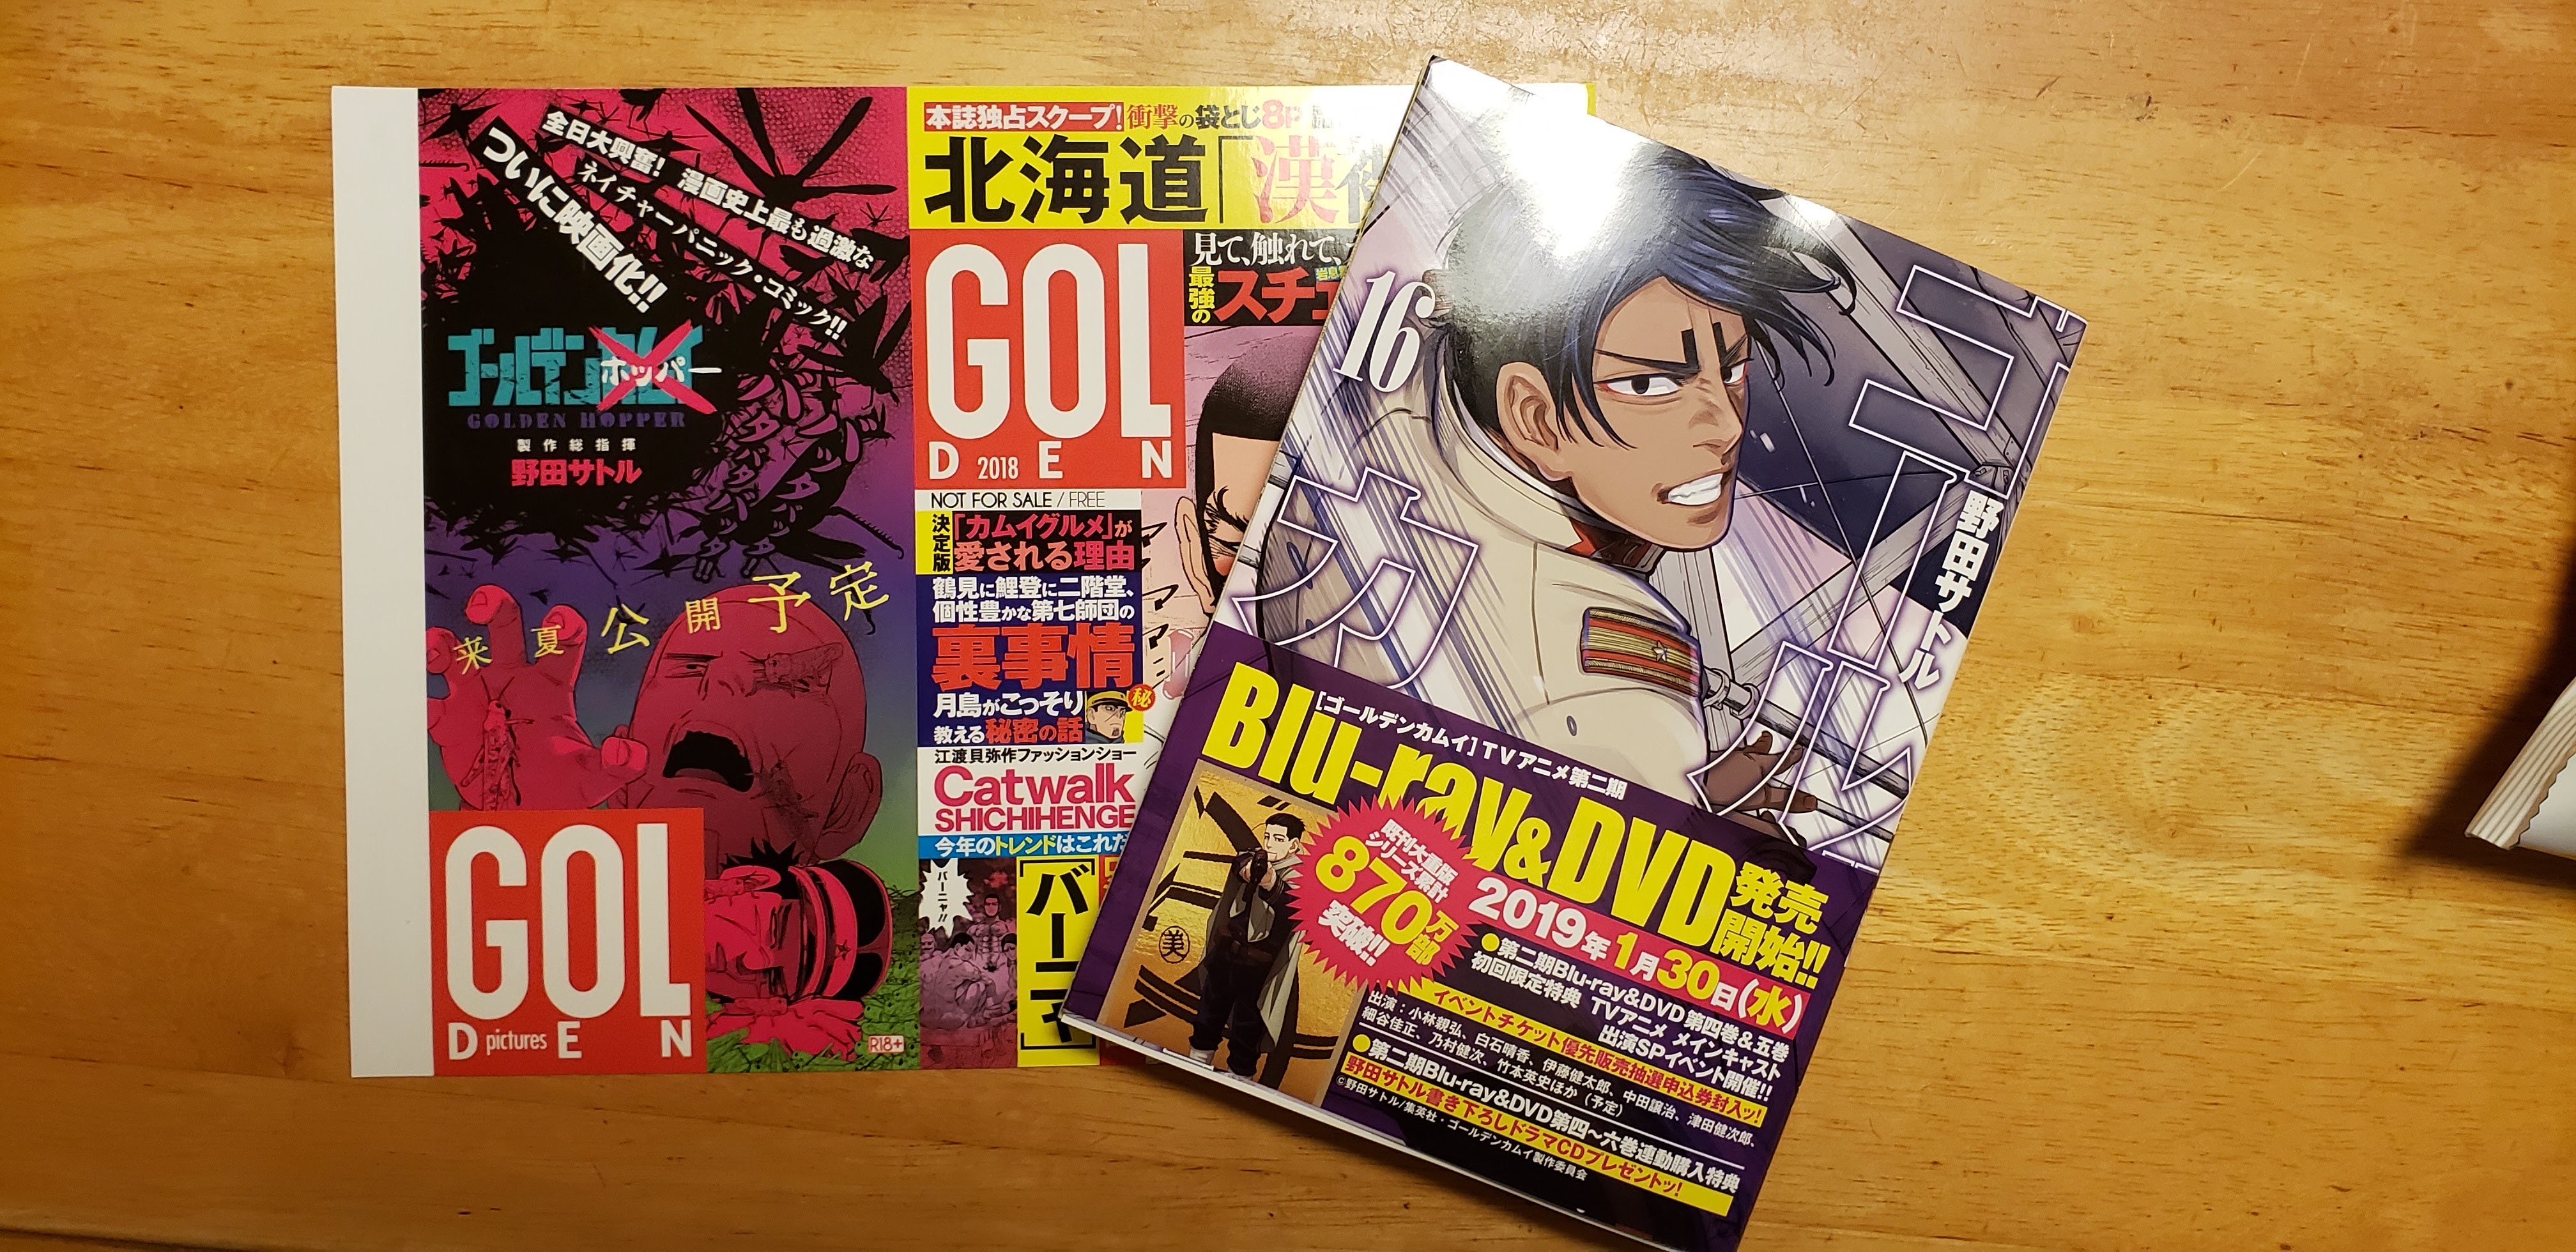 全日大興奮! 漫画史上最も過激な
ネイチャーパニック・コミック!!
ついに映画化!!
ゴールデン
ホッパー
GOLDEN HOPPER
製作総指揮
野田サトル
来夏公開予定
GOL
D pictures E N
R18+
本誌独占スクープ!衝撃の袋とじ8P
北海道「漢
GOL
D 2018 E N
見て、触れて、
最強の
スチェ
NOT FOR SALE / FREE
決定版
「カムイグルメ」が
愛される理由
鶴見に鯉登に二階堂、
個性豊かな第七師団の
裏事情
月島がこっそり
教える秘密の話
秘
江渡貝弥作ファッションショー
Catwalk
SHICHIHENGE
今年のトレンドはこれだ
バーニャ!!
16
ゴールデン
カ
野田サトル
[ゴールデンカムイ]TVアニメ第二期
Blu-ray&DVD発売開始!!
2019年1月30日(水)
既刊大重版
シリーズ累計
870万部
突破!!
美
●第二期Blu-ray&DVD第四巻&五巻
初回限定特典 TVアニメ メインキャスト
出演SPイベント開催!!
イベントチケット優先販売抽選申込券封入ッ!
出演:小林親弘、白石晴香、伊藤健太郎、中田譲治、津田健次郎、
細谷佳正、乃村健次、竹本英史ほか(予定)
●第二期Blu-ray&DVD第四~六巻連動購入特典
野田サトル書き下ろしドラマCDプレゼントッ!
©野田サトル/集英社・ゴールデンカムイ製作委員会